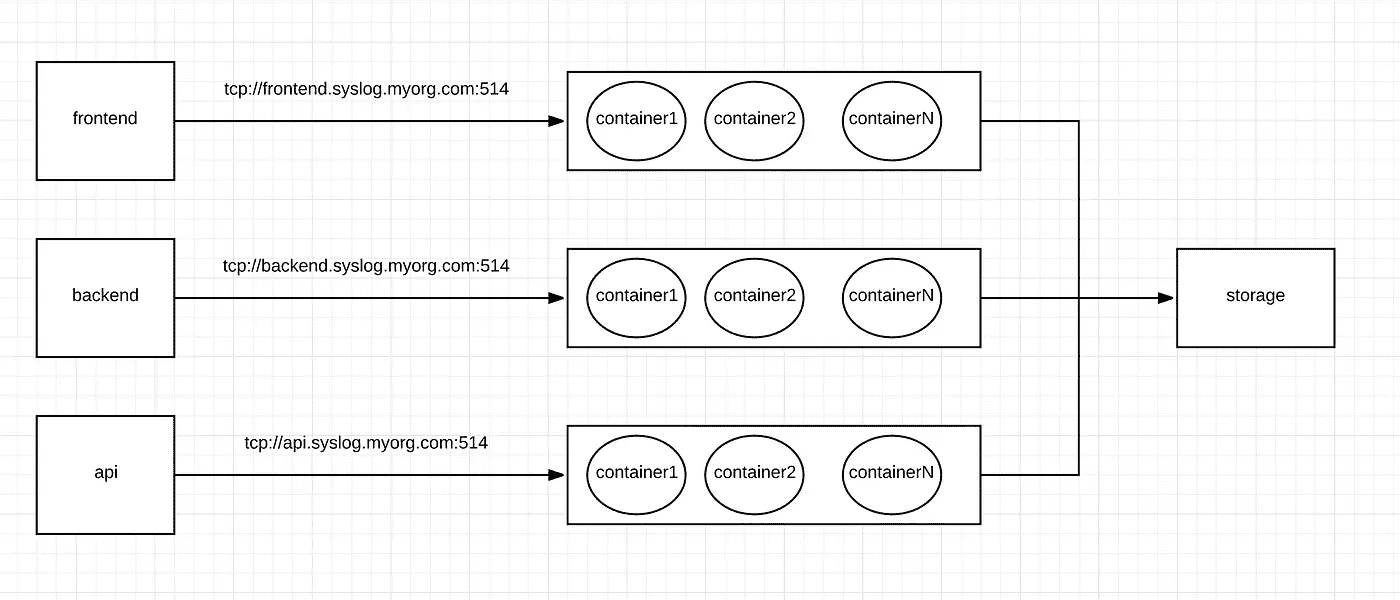 frontend
tcp://frontend.syslog.myorg.com:514
container1
container2
containerN
backend
tcp://backend.syslog.myorg.com:514
container1
container2
containerN
storage
api
tcp://api.syslog.myorg.com:514
container1
container2
containerN